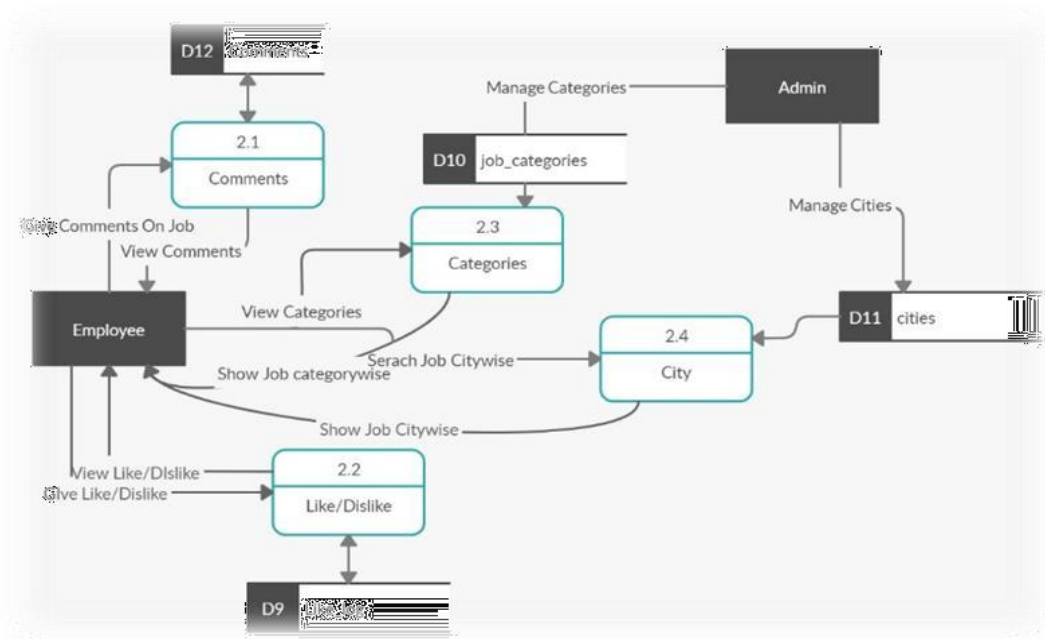 D12 Comments
Admin
Manage Categories
2.1
Comments
D10 job_categories
Manage Cities
2.3
Categories
Give Comments On Job
View Comments
Employee
View Categories
D11 cities
2.4
City
Serach Job Citywise
Show Job categorywise
Show Job Citywise
2.2
Like/Dislike
View Like/DIslike
Give Like/Dislike
D9